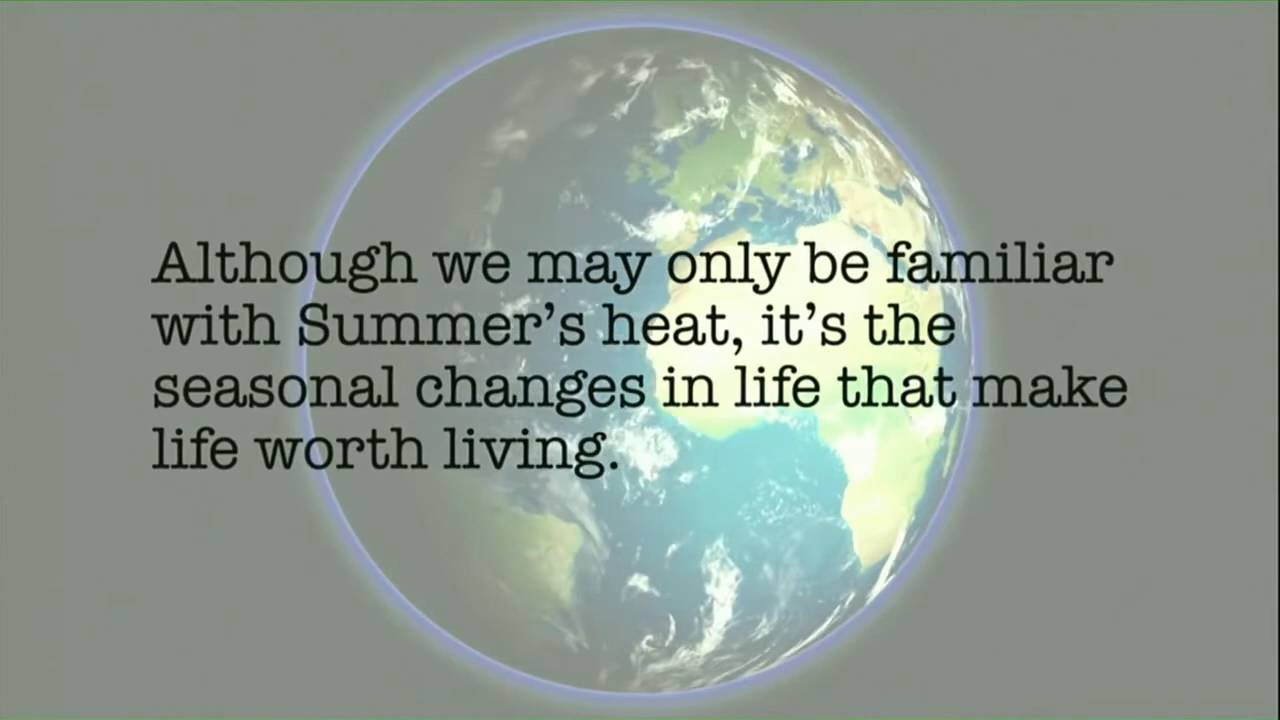 Although we may only be familiar
with Summer’s heat, it’s the
seasonal changes in life that make
life worth living.